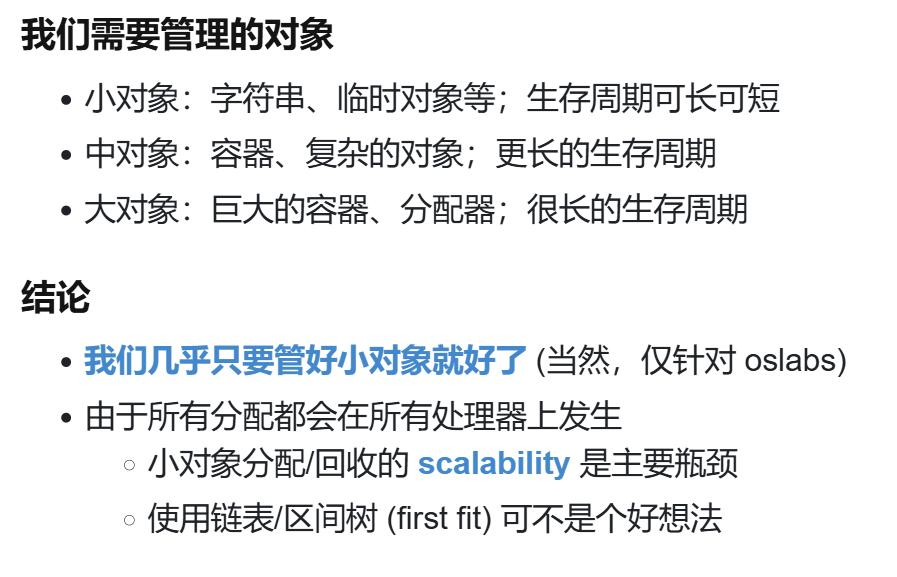 我们需要管理的对象
• 小对象：字符串、临时对象等；生存周期可长可短
• 中对象：容器、复杂的对象；更长的生存周期
• 大对象：巨大的容器、分配器；很长的生存周期
结论
• 我们几乎只要管好小对象就好了 (当然，仅针对 oslabs)
• 由于所有分配都会在所有处理器上发生
◦ 小对象分配/回收的 scalability 是主要瓶颈
◦ 使用链表/区间树 (first fit) 可不是个好想法